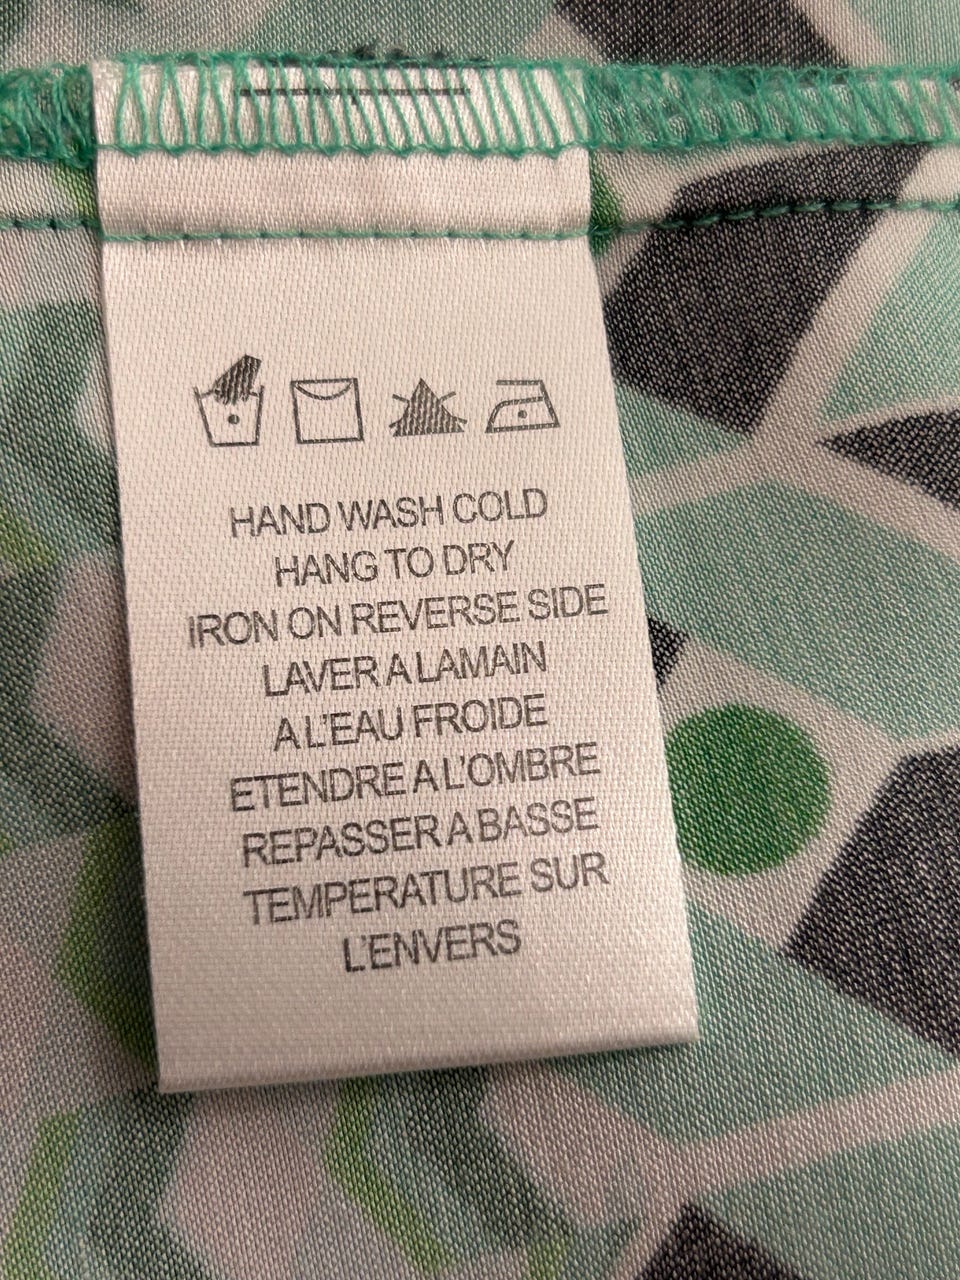 HAND WASH COLD
HANG TO DRY
IRON ON REVERSE SIDE
LAVER A LAMAIN
A L'EAU FROIDE
ETENDRE A L'OMBRE
REPASSER A BASSE
TEMPERATURE SUR
L'ENVERS